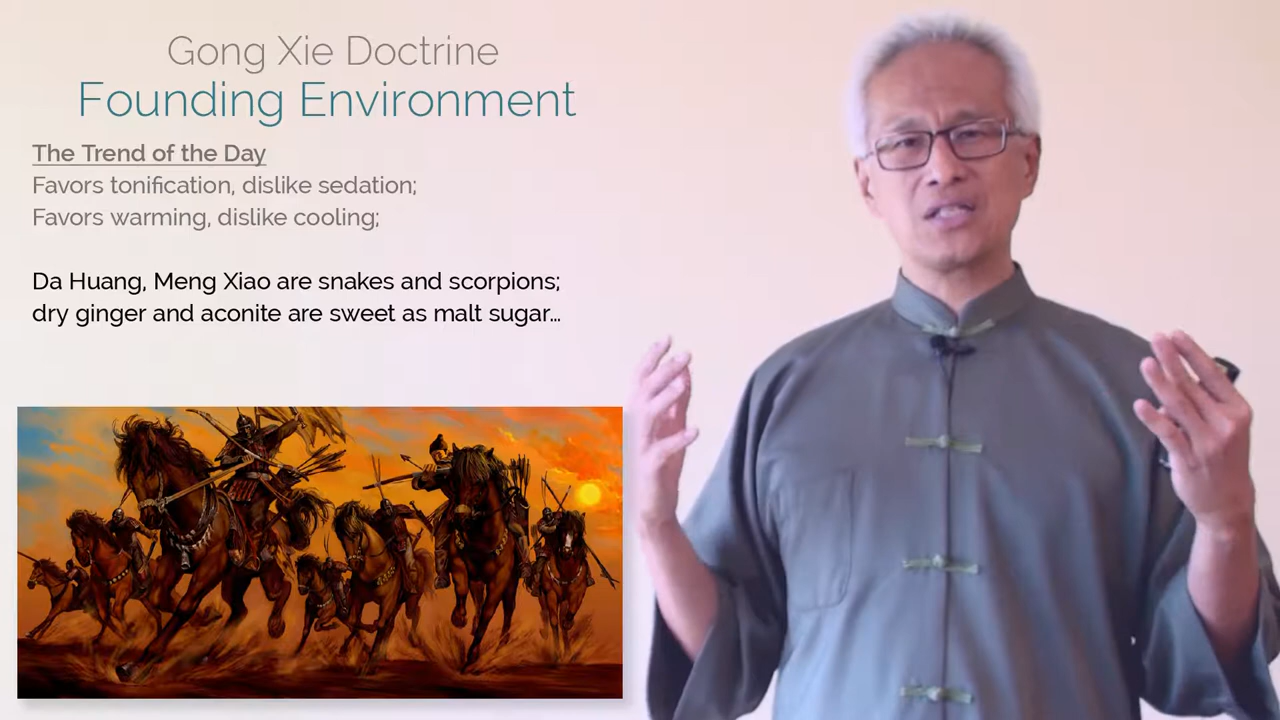 Gong Xie Doctrine
Founding Environment
The Trend of the Day
Favors tonification, dislike sedation;
Favors warming, dislike cooling;
Da Huang, Meng Xiao are snakes and scorpions;
dry ginger and aconite are sweet as malt sugar…